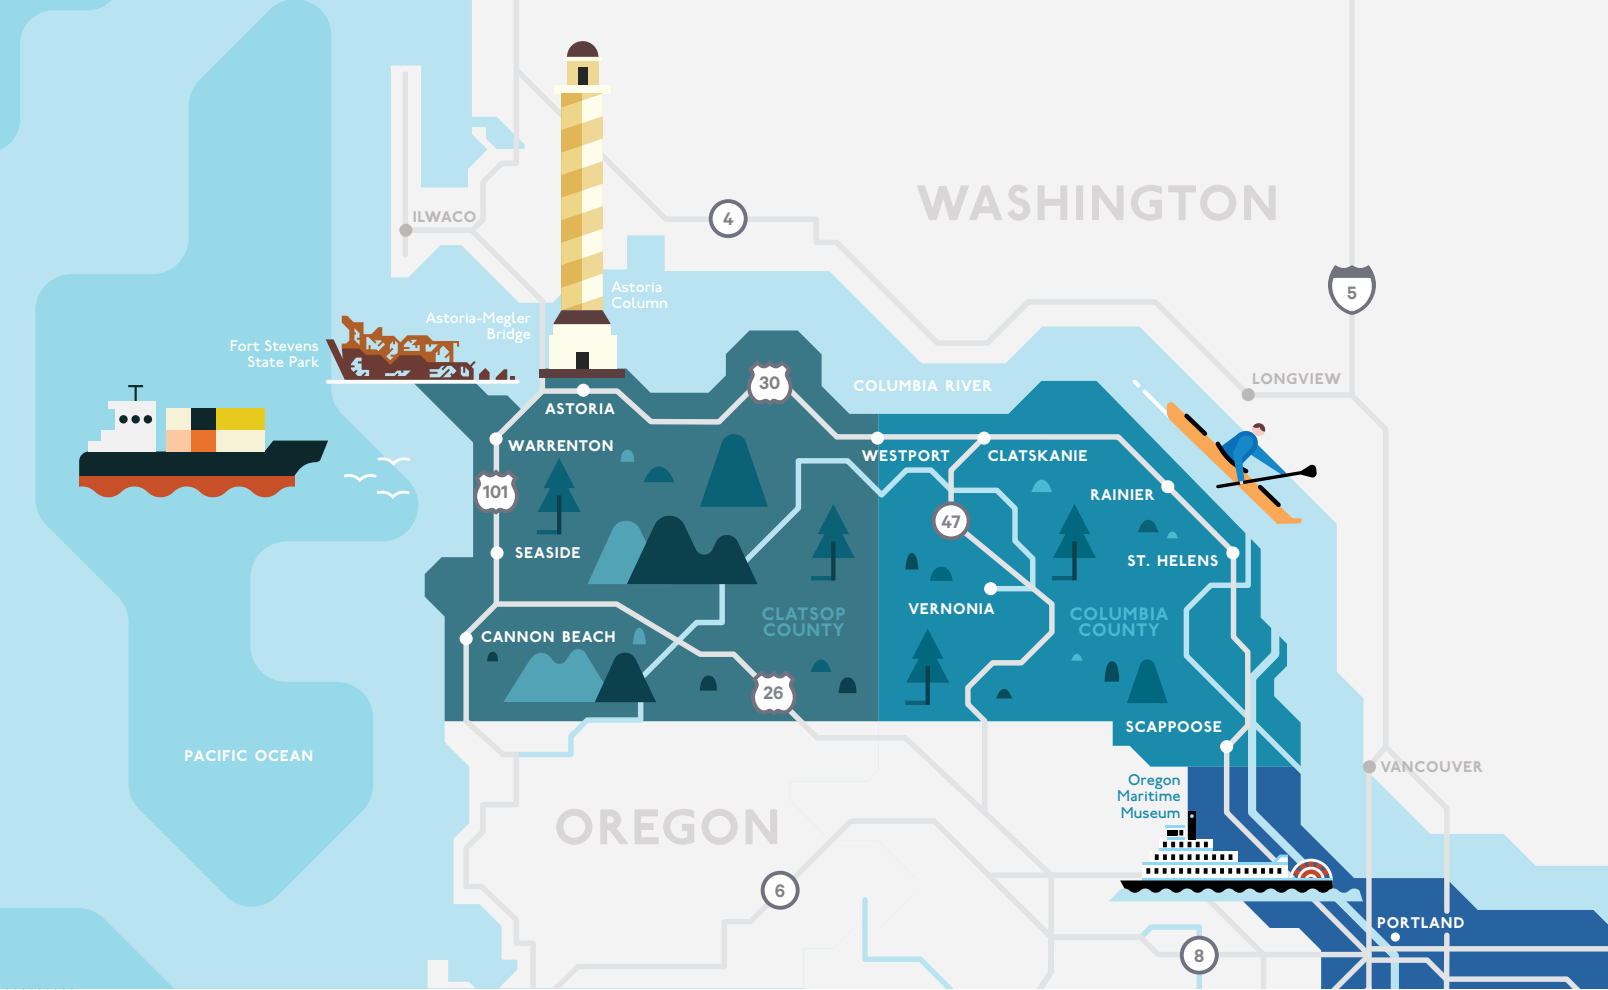 WASHINGTON
ILWACO
4
5
Astoria
Column
Astoria-Megler
Bridge
Fort Stevens
State Park
30
COLUMBIA RIVER
LONGVIEW
ASTORIA
WARRENTON
WESTPORT
CLATSKANIE
101
RAINIER
47
SEASIDE
ST. HELENS
VERNONIA
CLATSOP
COUNTY
COLUMBIA
COUNTY
CANNON BEACH
26
SCAPPOOSE
PACIFIC OCEAN
VANCOUVER
Oregon
Maritime
Museum
OREGON
6
PORTLAND
8